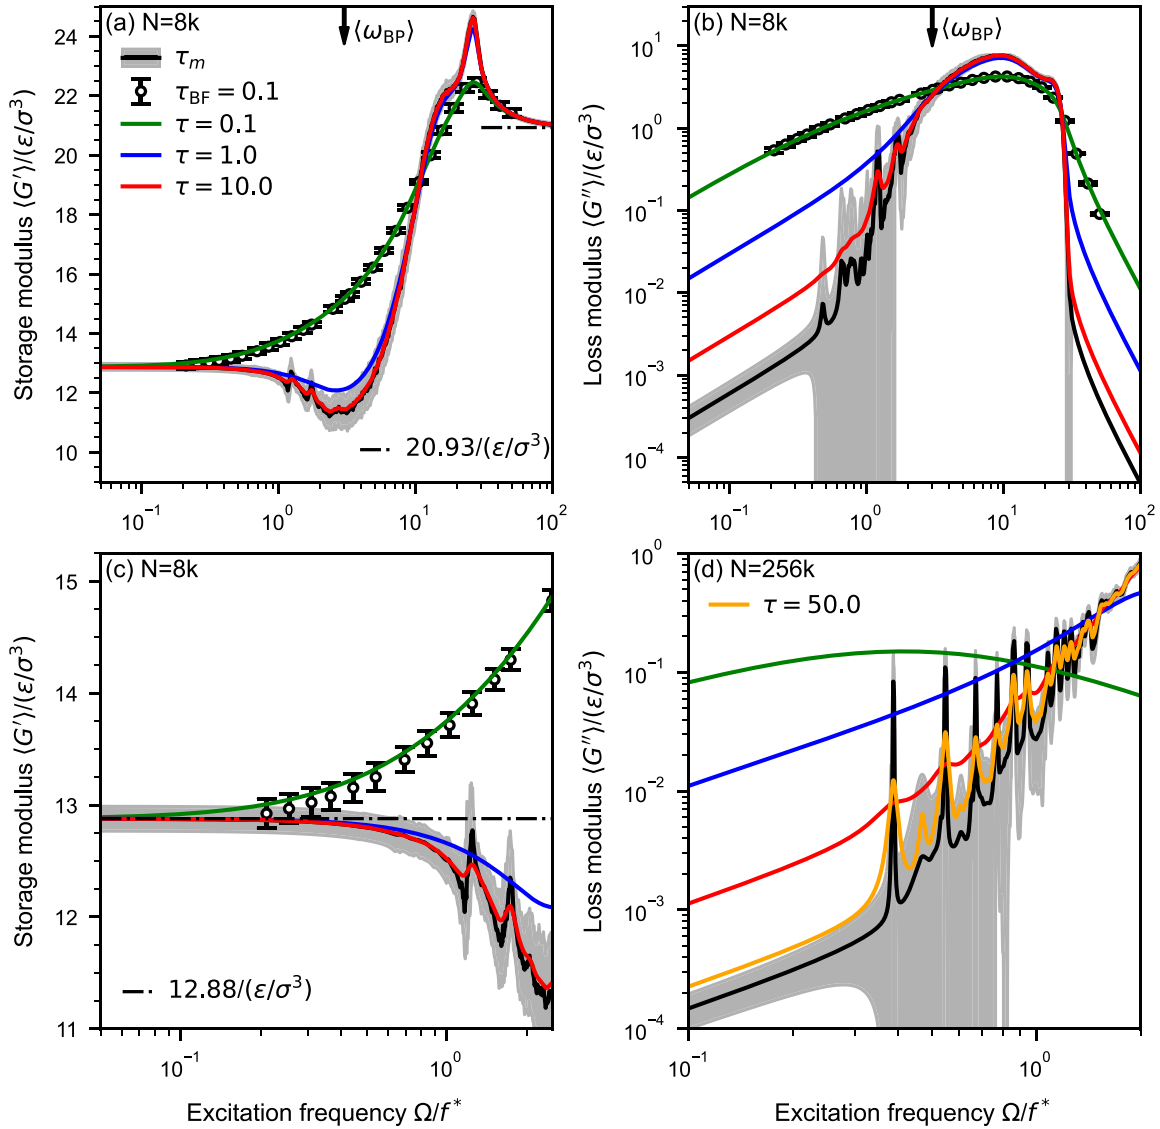 (a) N=8k
⟨ω_BP⟩
τ_m
τ_BF = 0.1
τ = 0.1
τ = 1.0
τ = 10.0
20.93/(ε/σ³)
Storage modulus ⟨G′⟩/(ε/σ³)
24
22
20
18
16
14
12
10
10⁻¹
10⁰
10¹
10²
(b) N=8k
⟨ω_BP⟩
Loss modulus ⟨G″⟩/(ε/σ³)
10¹
10⁰
10⁻¹
10⁻²
10⁻³
10⁻⁴
10⁻¹
10⁰
10¹
10²
(c) N=8k
12.88/(ε/σ³)
Storage modulus ⟨G′⟩/(ε/σ³)
15
14
13
12
11
10⁻¹
10⁰
Excitation frequency Ω/f*
(d) N=256k
τ = 50.0
Loss modulus ⟨G″⟩/(ε/σ³)
10⁰
10⁻¹
10⁻²
10⁻³
10⁻⁴
10⁻¹
10⁰
Excitation frequency Ω/f*